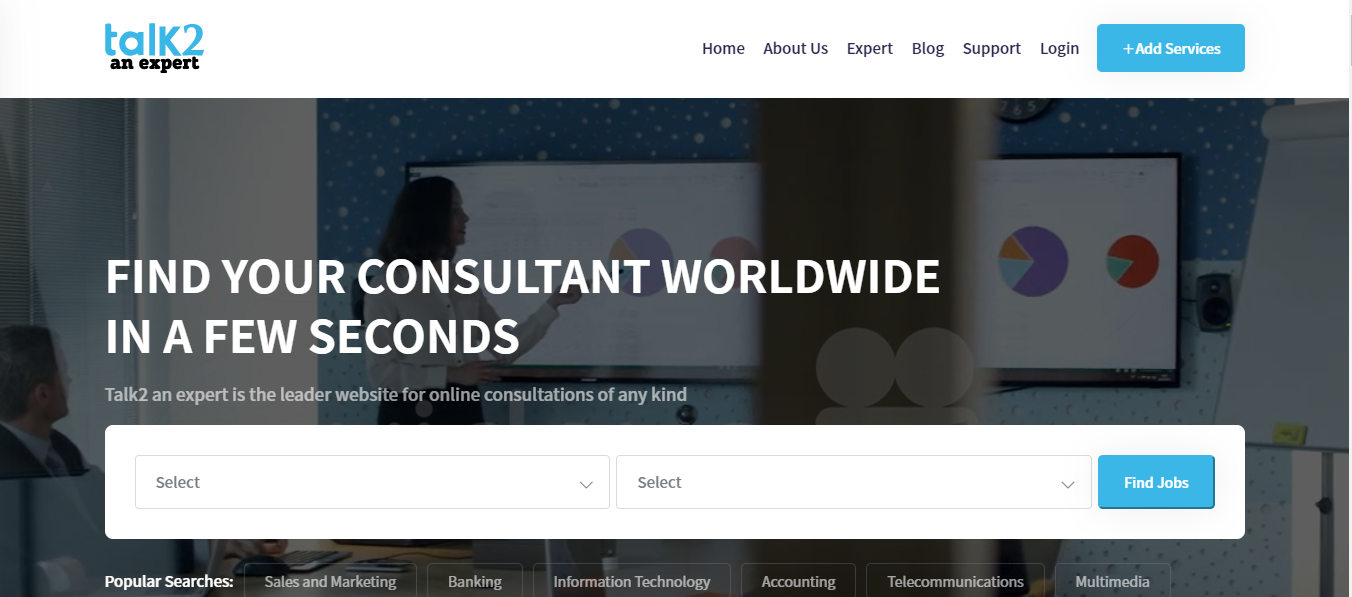 talk2
an expert
Home About Us Expert Blog Support Login +Add Services
FIND YOUR CONSULTANT WORLDWIDE
IN A FEW SECONDS
Talk2 an expert is the leader website for online consultations of any kind
Select Select Find Jobs
Popular Searches: Sales and Marketing Banking Information Technology Accounting Telecommunications Multimedia